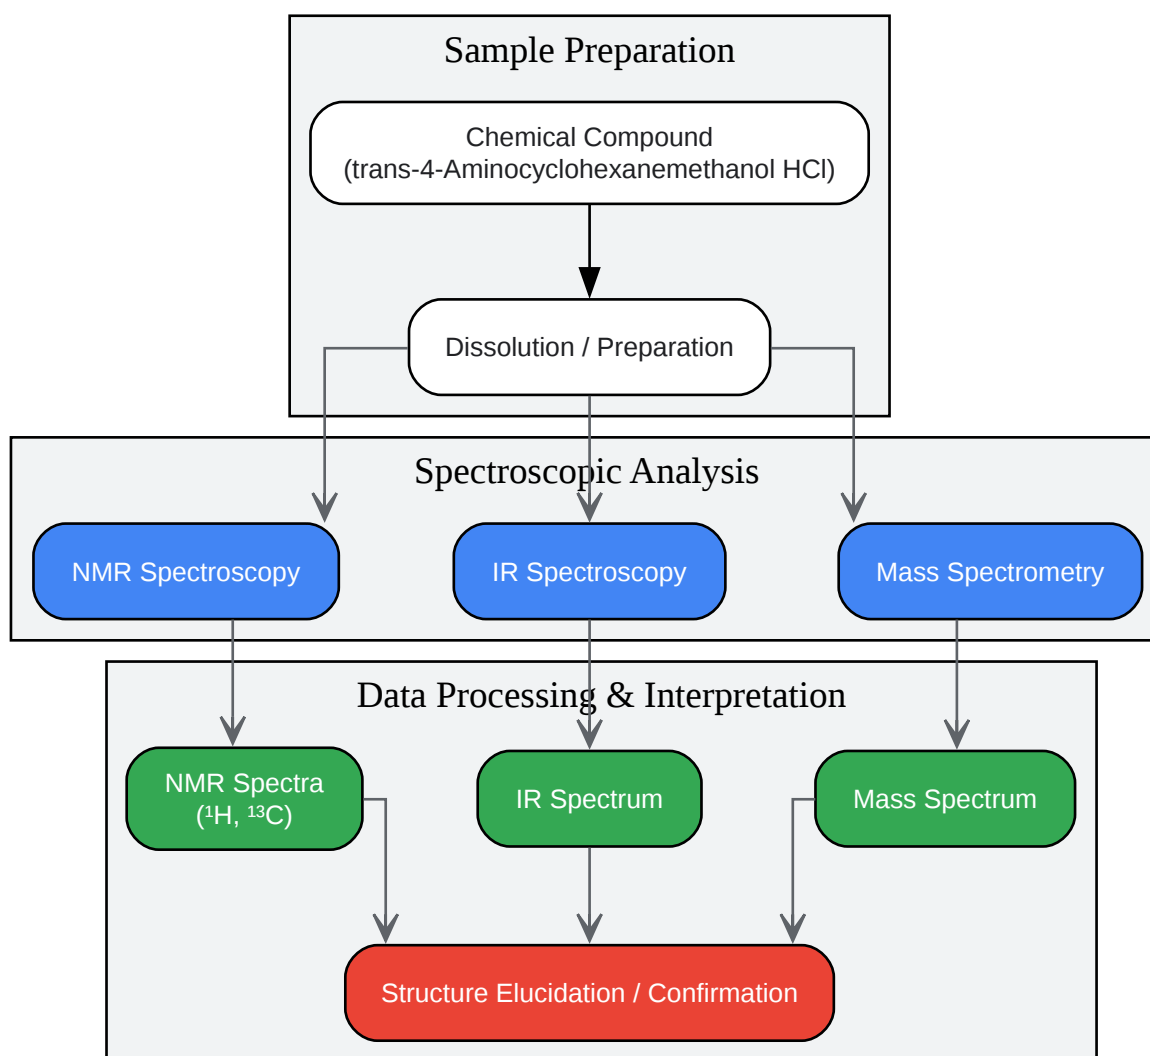 Sample Preparation
Chemical Compound
(trans-4-Aminocyclohexanemethanol HCl)
Dissolution / Preparation
Spectroscopic Analysis
NMR Spectroscopy
IR Spectroscopy
Mass Spectrometry
Data Processing & Interpretation
NMR Spectra
(¹H, ¹³C)
IR Spectrum
Mass Spectrum
Structure Elucidation / Confirmation